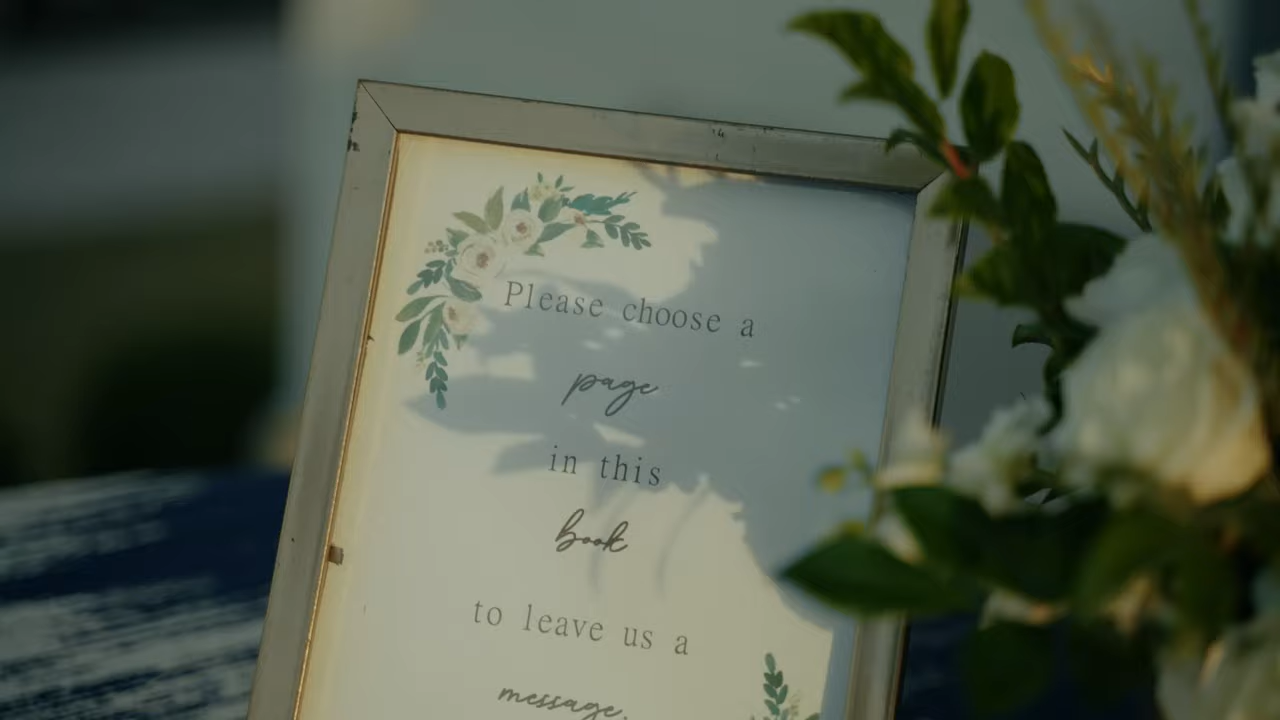 Please choose a
page
in this
book
to leave us a
message.